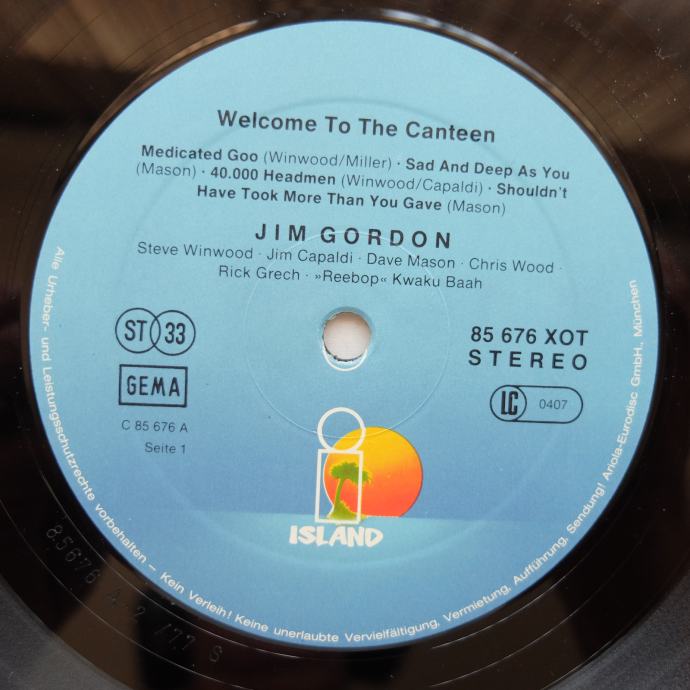 Welcome To The Canteen
Medicated Goo (Winwood/Miller) · Sad And Deep As You
(Mason) · 40.000 Headmen (Winwood/Capaldi) · Shouldn't
Have Took More Than You Gave (Mason)
JIM GORDON
Steve Winwood · Jim Capaldi · Dave Mason · Chris Wood ·
Rick Grech · »Reebop« Kwaku Baah
ST 33
GEMA
C 85 676 A
Seite 1
85 676 XOT
STEREO
LC 0407
ISLAND
Alle Urheber- und Leistungsschutzrechte vorbehalten – Kein Verleih! Keine unerlaubte Vervielfältigung, Vermietung, Aufführung, Sendung! Ariola-Eurodisc GmbH, München
85676 A-2 /77 S